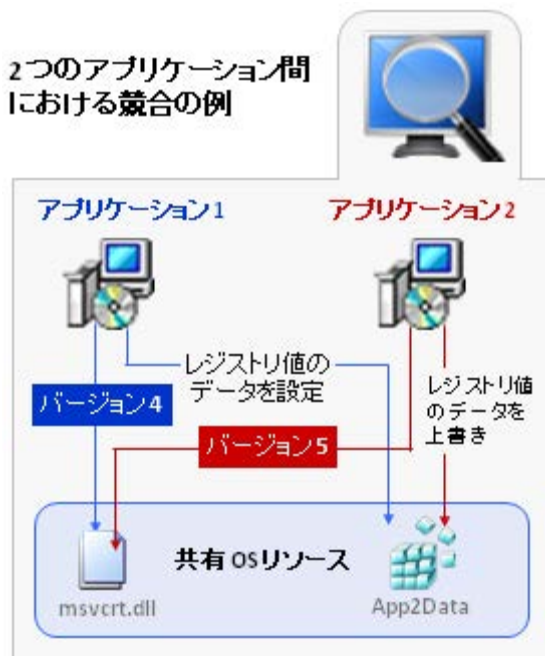 2つのアプリケーション間
における競合の例
アプリケーション1
アプリケーション2
レジストリ値の
データを設定
レジストリ値
のデータを
上書き
バージョン4
バージョン5
共有OSリソース
msvcrt.dll
App2Data